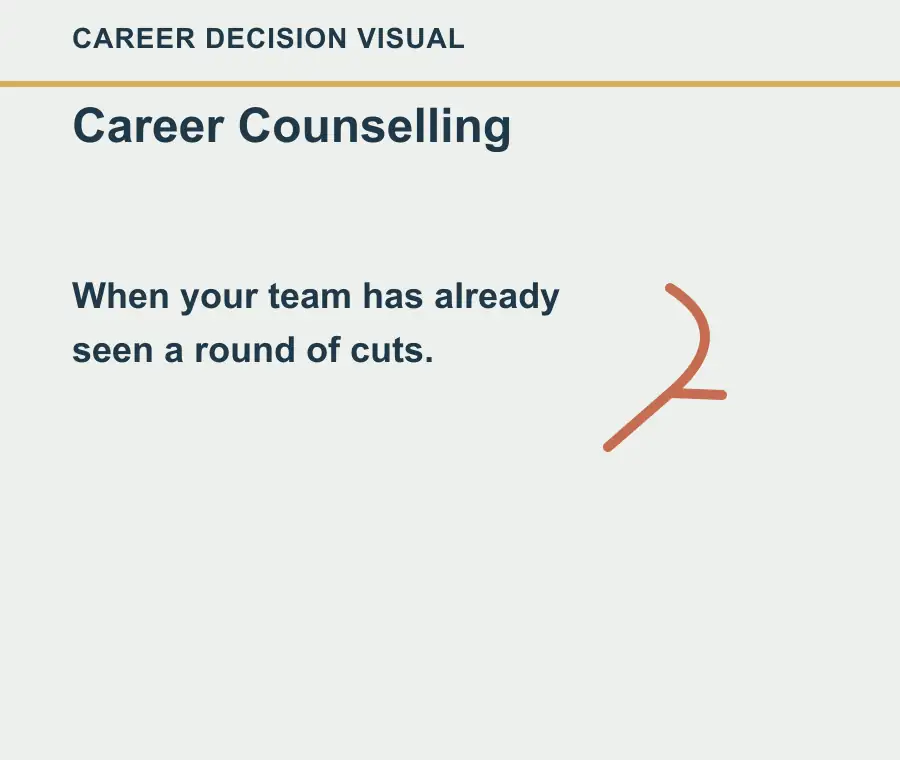 CAREER DECISION VISUAL
Career Counselling
When your team has already
seen a round of cuts.